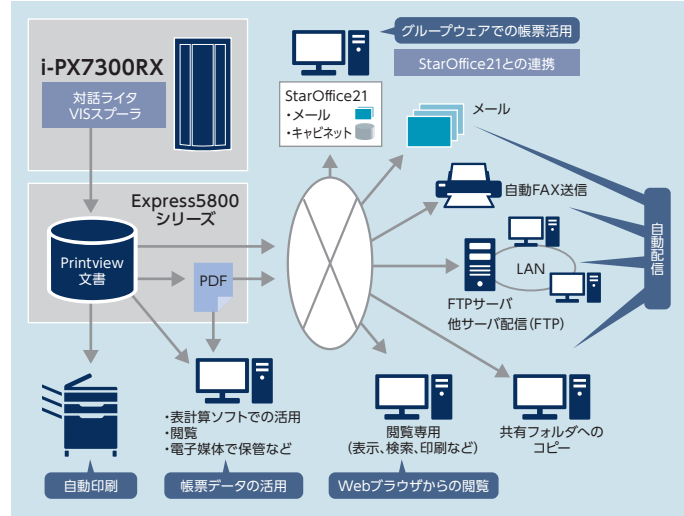 i-PX7300RX
対話ライタ
VISスプーラ
グループウェアでの帳票活用
StarOffice21との連携
StarOffice21
・メール
・キャビネット
メール
自動FAX送信
Express5800
シリーズ
Printview
文書
PDF
LAN
FTPサーバ
他サーバ配信(FTP)
自動配信
・表計算ソフトでの活用
・閲覧
・電子媒体で保管など
閲覧専用
(表示、検索、印刷など)
共有フォルダへの
コピー
自動印刷
帳票データの活用
Webブラウザからの閲覧